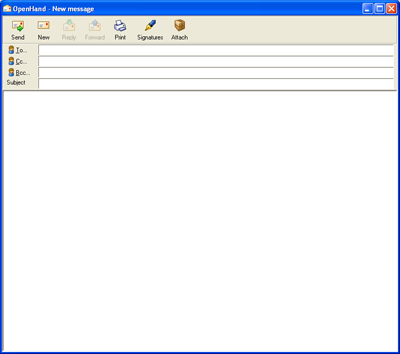 OpenHand - New message
Send New Reply Forward Print Signatures Attach
To...
Cc...
Bcc...
Subject